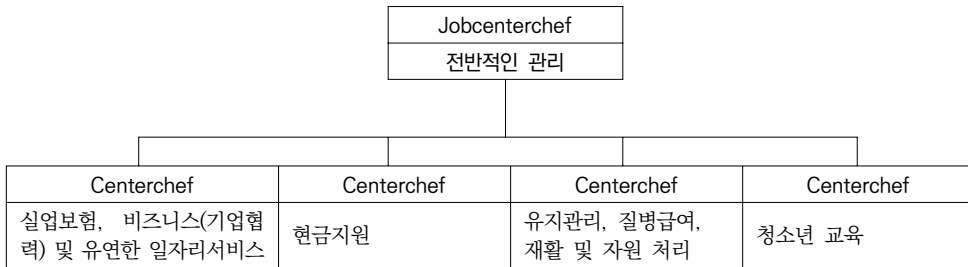 Jobcenterchef
전반적인 관리
Centerchef
실업보험, 비즈니스(기업협
력) 및 유연한 일자리서비스
Centerchef
현금지원
Centerchef
유지관리, 질병급여,
재활 및 자원 처리
Centerchef
청소년 교육